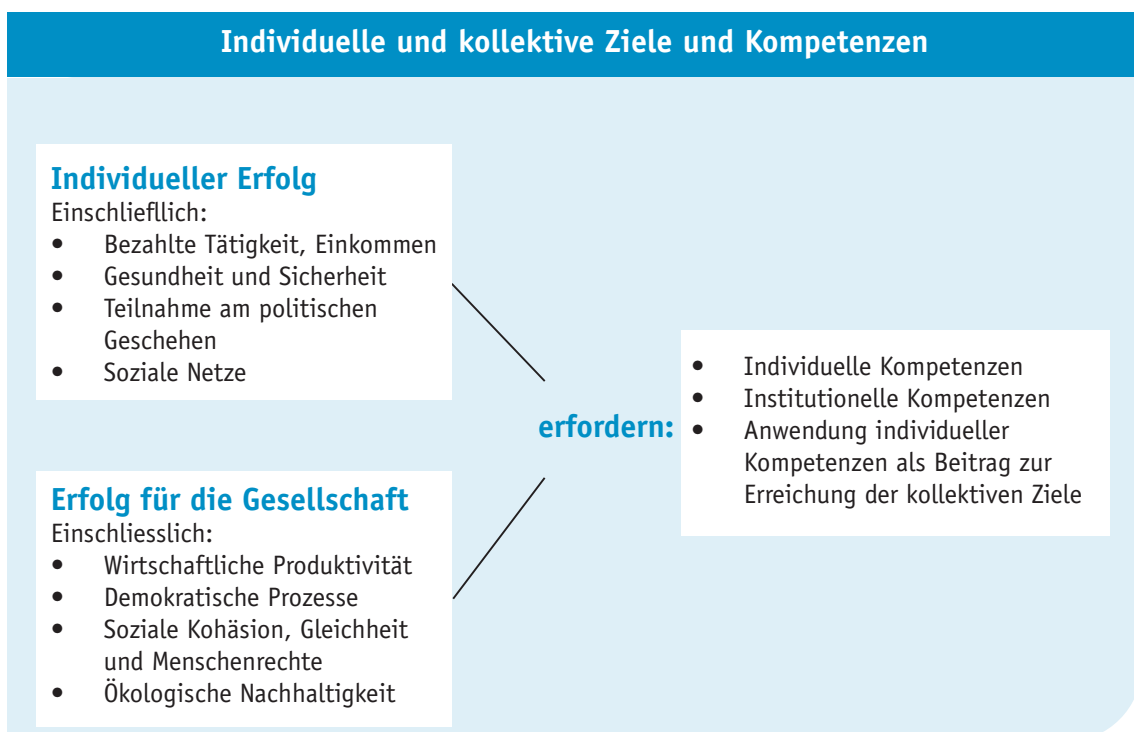 Individuelle und kollektive Ziele und Kompetenzen
Individueller Erfolg
Einschliefllich:
• Bezahlte Tätigkeit, Einkommen
• Gesundheit und Sicherheit
• Teilnahme am politischen
Geschehen
• Soziale Netze
erfordern:
• Individuelle Kompetenzen
• Institutionelle Kompetenzen
• Anwendung individueller
Kompetenzen als Beitrag zur
Erreichung der kollektiven Ziele
Erfolg für die Gesellschaft
Einschliesslich:
• Wirtschaftliche Produktivität
• Demokratische Prozesse
• Soziale Kohäsion, Gleichheit
und Menschenrechte
• Ökologische Nachhaltigkeit